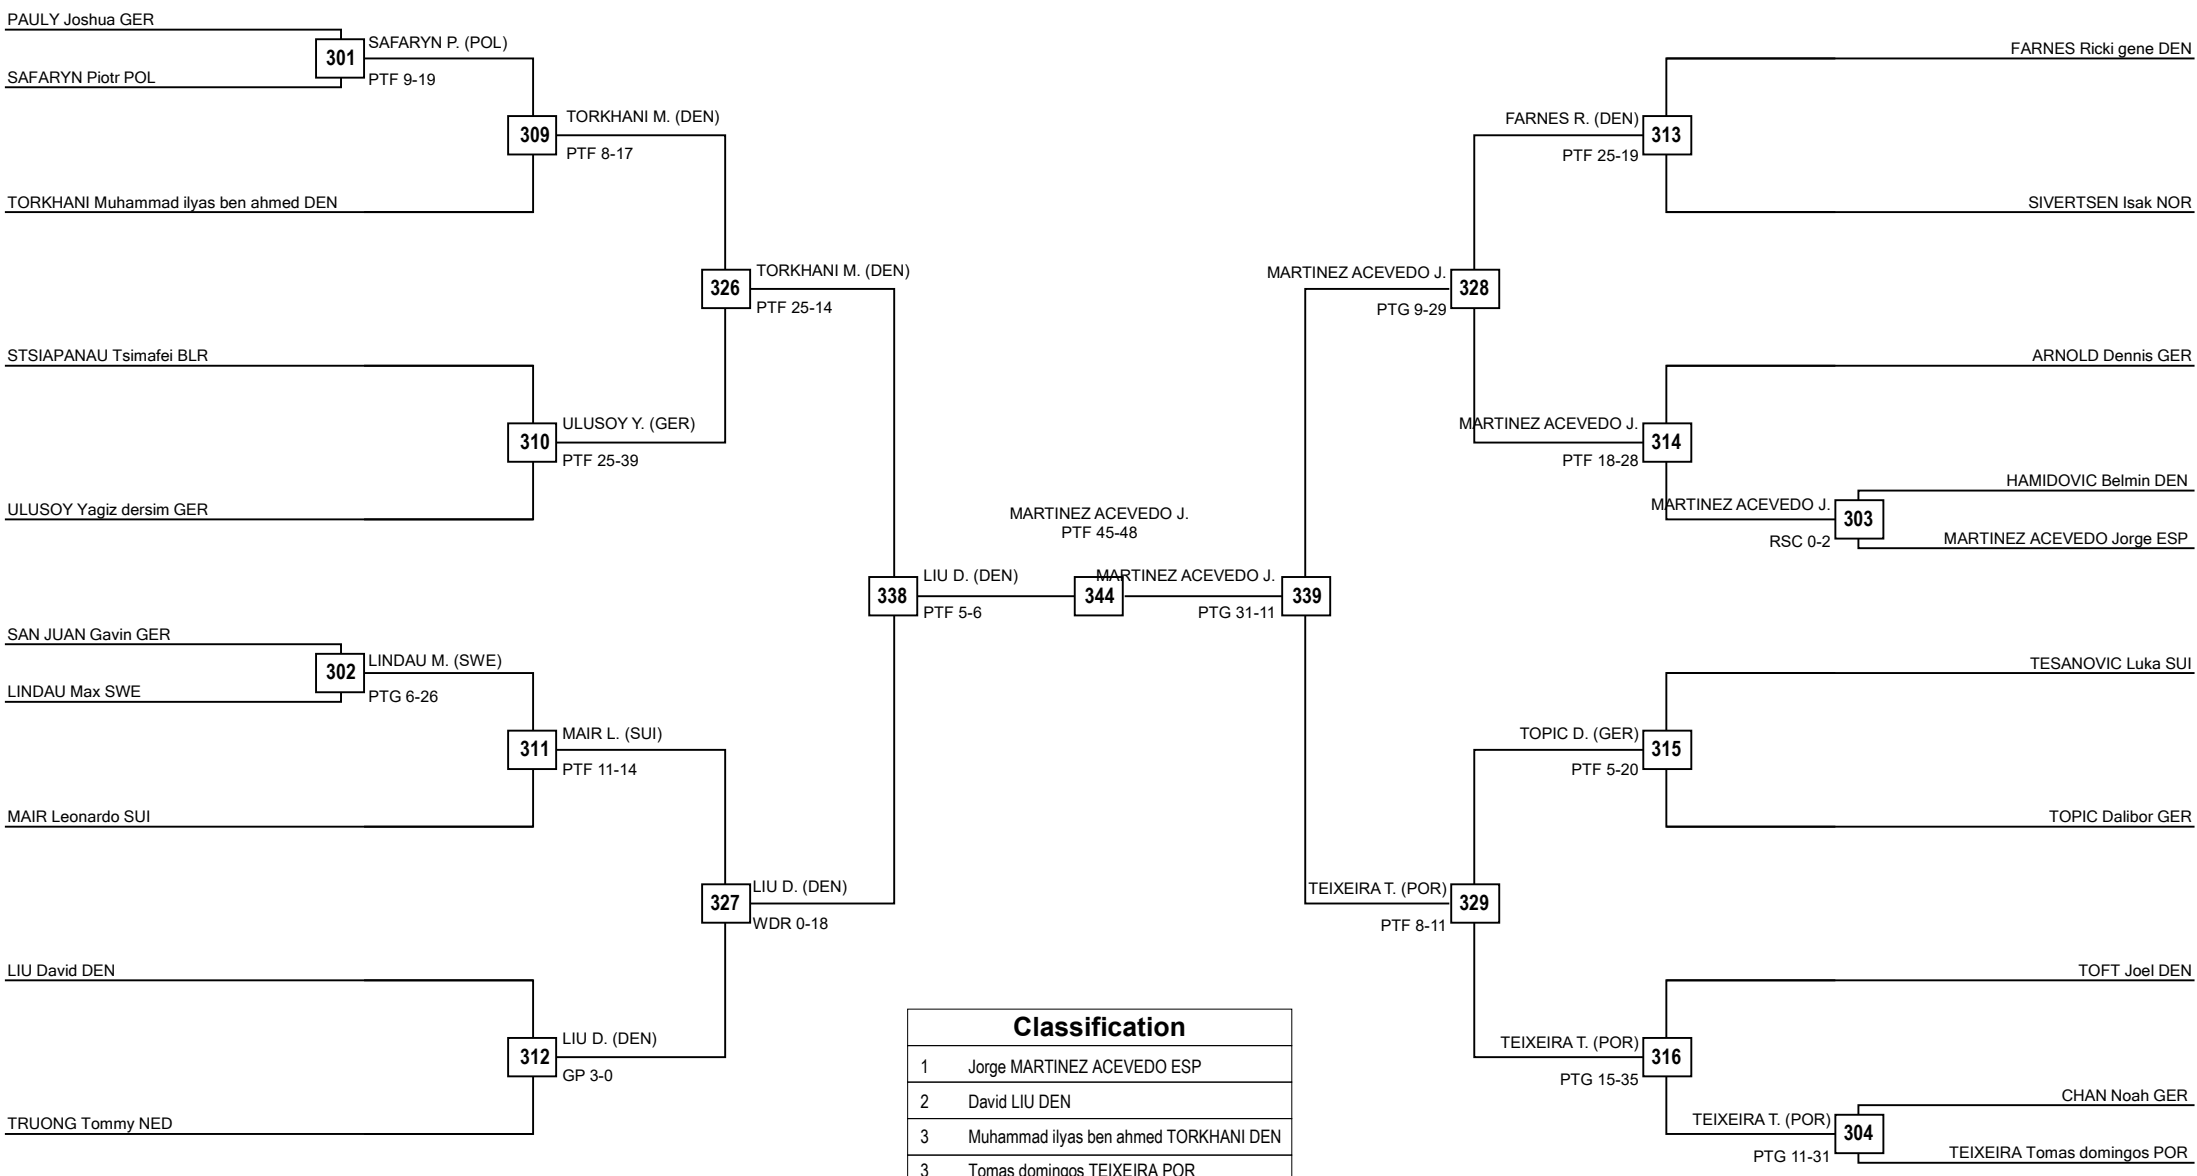 PAULY Joshua GER
301
SAFARYN P. (POL)
SAFARYN Piotr POL
PTF 9-19
309
TORKHANI M. (DEN)
PTF 8-17
TORKHANI Muhammad ilyas ben ahmed DEN
326
TORKHANI M. (DEN)
PTF 25-14
STSIAPANAU Tsimafei BLR
310
ULUSOY Y. (GER)
PTF 25-39
ULUSOY Yagiz dersim GER
338
LIU D. (DEN)
PTF 5-6
SAN JUAN Gavin GER
302
LINDAU M. (SWE)
LINDAU Max SWE
PTG 6-26
311
MAIR L. (SUI)
PTF 11-14
MAIR Leonardo SUI
327
LIU D. (DEN)
WDR 0-18
LIU David DEN
312
LIU D. (DEN)
GP 3-0
TRUONG Tommy NED
MARTINEZ ACEVEDO J.
PTF 45-48
344
FARNES Ricki gene DEN
FARNES R. (DEN)
313
PTF 25-19
SIVERTSEN Isak NOR
MARTINEZ ACEVEDO J.
328
PTG 9-29
ARNOLD Dennis GER
MARTINEZ ACEVEDO J.
314
PTF 18-28
HAMIDOVIC Belmin DEN
MARTINEZ ACEVEDO J.
303
RSC 0-2
MARTINEZ ACEVEDO Jorge ESP
MARTINEZ ACEVEDO J.
339
PTG 31-11
TESANOVIC Luka SUI
TOPIC D. (GER)
315
PTF 5-20
TOPIC Dalibor GER
TEIXEIRA T. (POR)
329
PTF 8-11
TOFT Joel DEN
TEIXEIRA T. (POR)
316
PTG 15-35
CHAN Noah GER
TEIXEIRA T. (POR)
304
PTG 11-31
TEIXEIRA Tomas domingos POR
Classification
1 Jorge MARTINEZ ACEVEDO ESP
2 David LIU DEN
3 Muhammad ilyas ben ahmed TORKHANI DEN
3 Tomas domingos TEIXEIRA POR